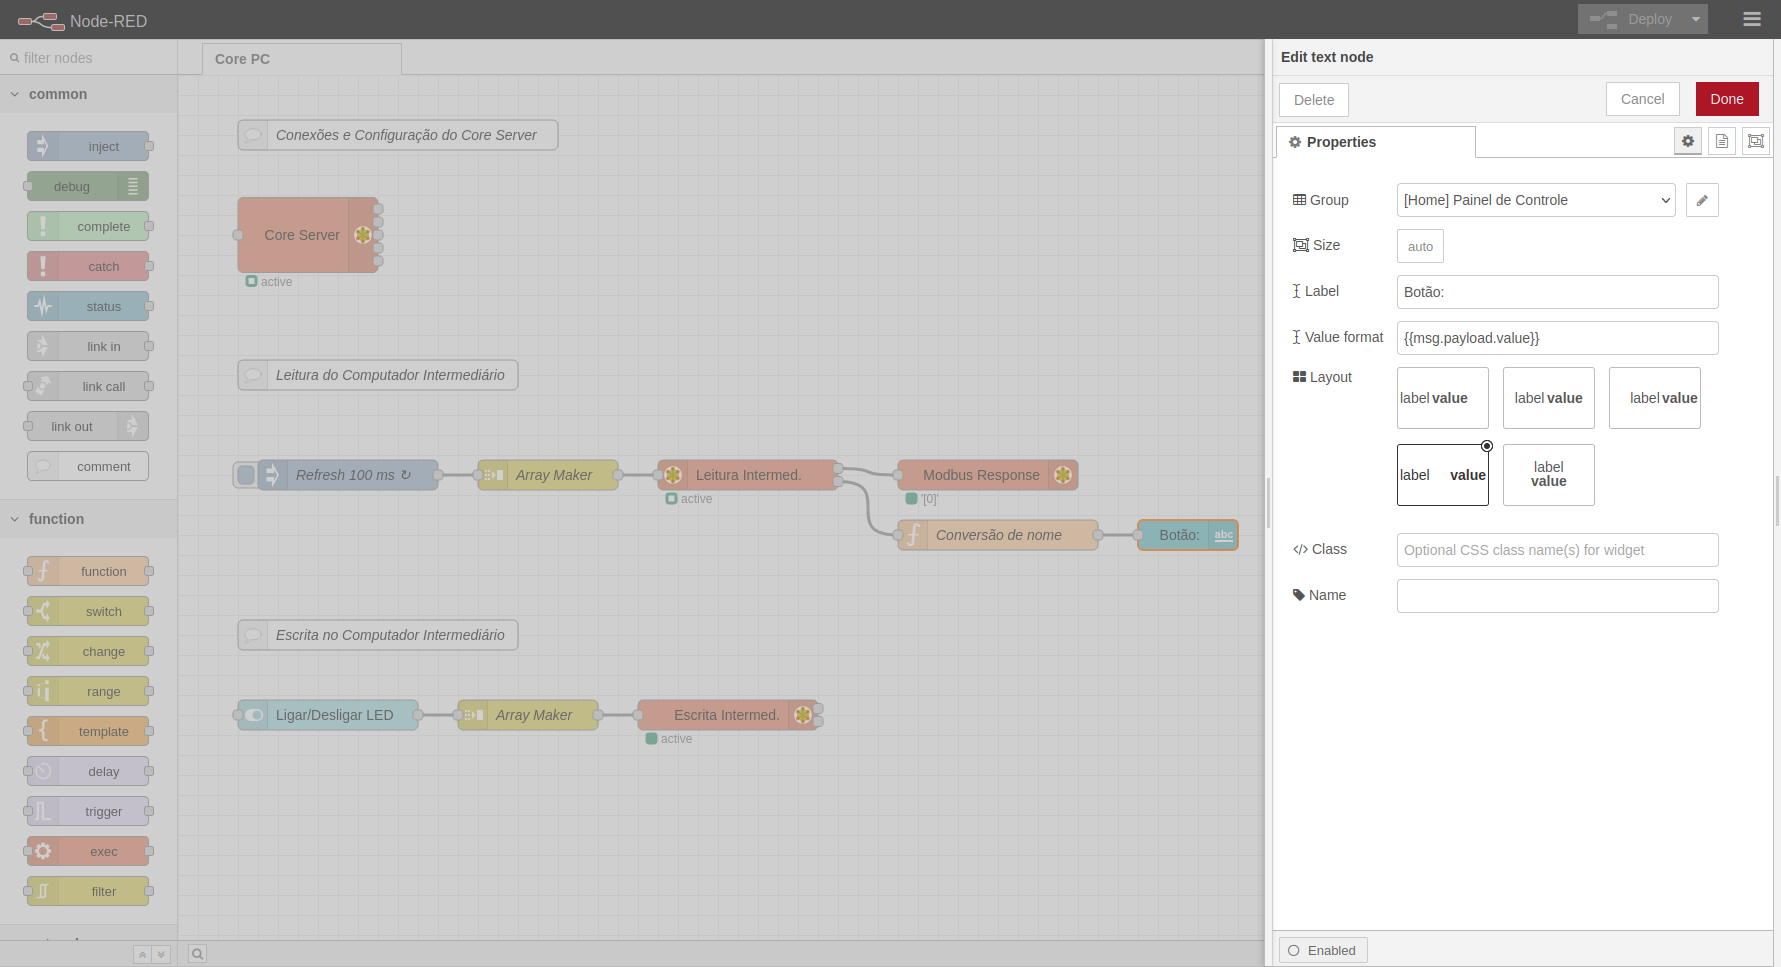 Node-RED
Deploy
filter nodes
common
inject
debug
complete
catch
status
link in
link call
link out
comment
function
function
switch
change
range
template
delay
trigger
exec
filter
Core PC
Conexões e Configuração do Core Server
Core Server
active
Leitura do Computador Intermediário
Refresh 100 ms ↻
Array Maker
Leitura Intermed.
active
Modbus Response
'[0]'
Conversão de nome
Botão:
abc
Escrita no Computador Intermediário
Ligar/Desligar LED
Array Maker
Escrita Intermed.
active
Edit text node
Delete
Cancel
Done
Properties
Group
[Home] Painel de Controle
Size
auto
Label
Botão:
Value format
{{msg.payload.value}}
Layout
label value
label value
label value
label value
label
value
Class
Optional CSS class name(s) for widget
Name
Enabled